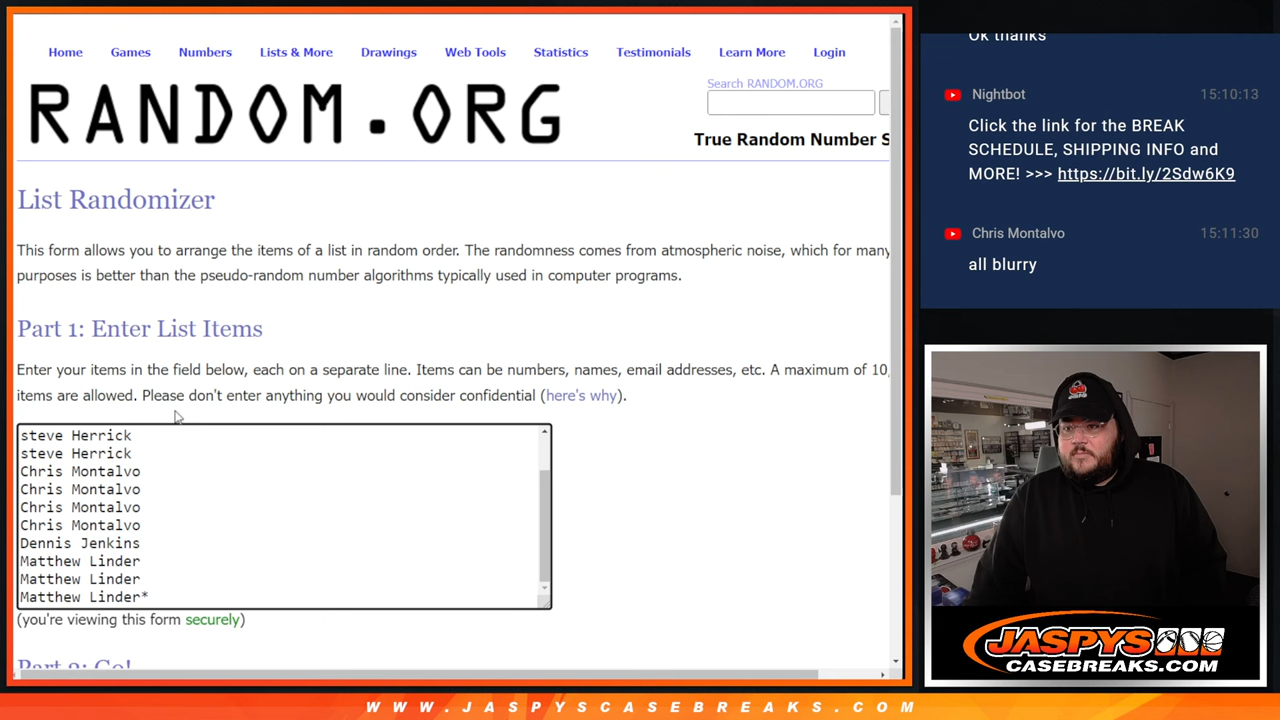 Home Games Numbers Lists & More Drawings Web Tools Statistics Testimonials Learn More Login
RANDOM.ORG
Search RANDOM.ORG
True Random Number S
List Randomizer
This form allows you to arrange the items of a list in random order. The randomness comes from atmospheric noise, which for many
purposes is better than the pseudo-random number algorithms typically used in computer programs.
Part 1: Enter List Items
Enter your items in the field below, each on a separate line. Items can be numbers, names, email addresses, etc. A maximum of 10,
items are allowed. Please don't enter anything you would consider confidential (here's why).
steve Herrick
steve Herrick
Chris Montalvo
Chris Montalvo
Chris Montalvo
Chris Montalvo
Dennis Jenkins
Matthew Linder
Matthew Linder
Matthew Linder*
(you're viewing this form securely)
Part 2: Go!
Ok thanks
Nightbot 15:10:13
Click the link for the BREAK
SCHEDULE, SHIPPING INFO and
MORE! >>> https://bit.ly/2Sdw6K9
Chris Montalvo 15:11:30
all blurry
JASPYS
CASEBREAKS.COM
WWW.JASPYSCASEBREAKS.COM